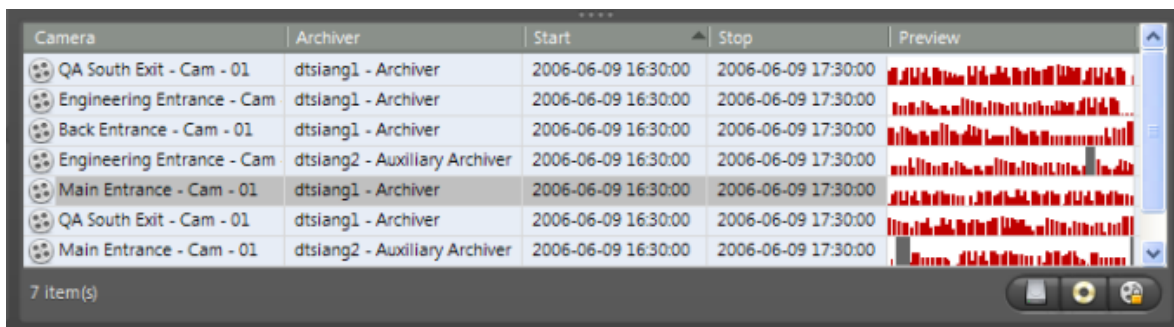 Camera Archiver Start Stop Preview
QA South Exit - Cam - 01 dtsiang1 - Archiver 2006-06-09 16:30:00 2006-06-09 17:30:00
Engineering Entrance - Cam dtsiang1 - Archiver 2006-06-09 16:30:00 2006-06-09 17:30:00
Back Entrance - Cam - 01 dtsiang1 - Archiver 2006-06-09 16:30:00 2006-06-09 17:30:00
Engineering Entrance - Cam dtsiang2 - Auxiliary Archiver 2006-06-09 16:30:00 2006-06-09 17:30:00
Main Entrance - Cam - 01 dtsiang1 - Archiver 2006-06-09 16:30:00 2006-06-09 17:30:00
QA South Exit - Cam - 01 dtsiang1 - Archiver 2006-06-09 16:30:00 2006-06-09 17:30:00
Main Entrance - Cam - 01 dtsiang2 - Auxiliary Archiver 2006-06-09 16:30:00 2006-06-09 17:30:00
7 item(s)